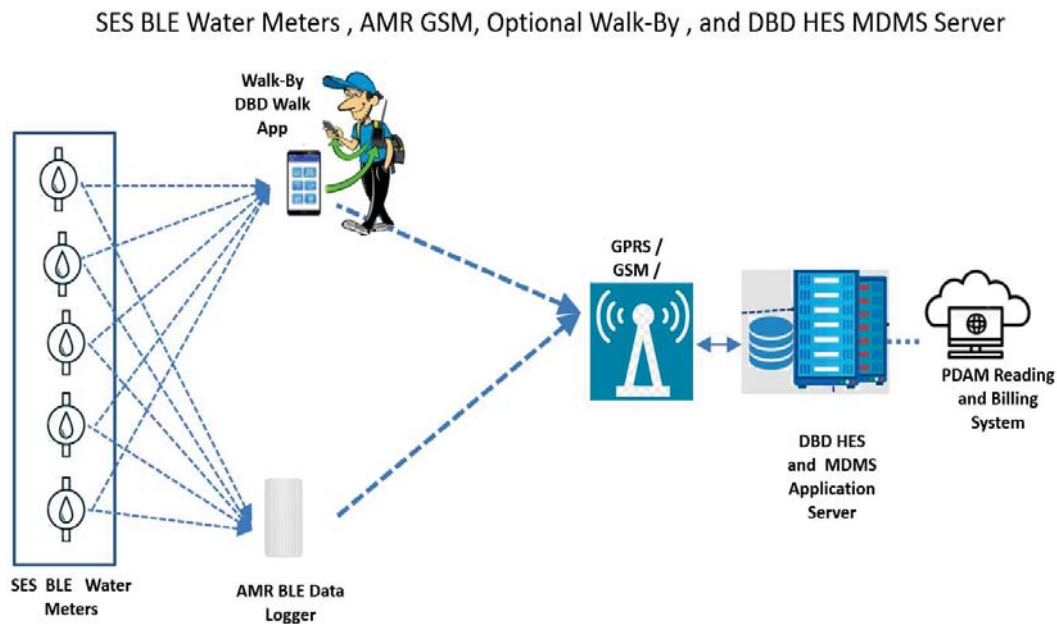 SES BLE Water Meters , AMR GSM, Optional Walk-By , and DBD HES MDMS Server
Walk-By
DBD Walk
App
GPRS /
GSM /
SES BLE Water
Meters
AMR BLE Data
Logger
DBD HES
and MDMS
Application
Server
PDAM Reading
and Billing
System